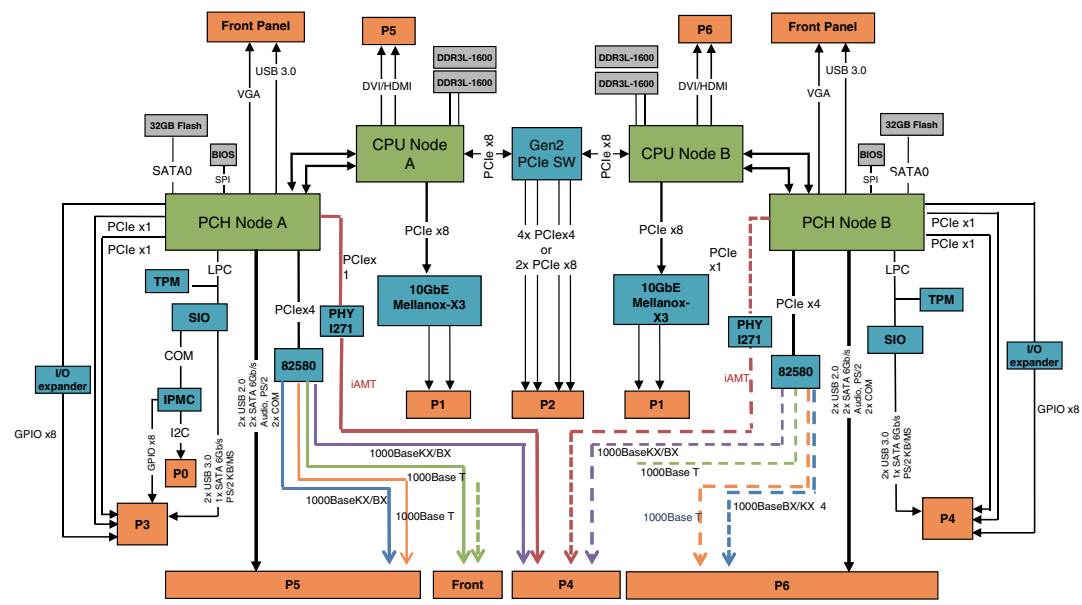 Front Panel
P5
P6
Front Panel
DDR3L-1600
DDR3L-1600
DDR3L-1600
DDR3L-1600
USB 3.0
VGA
DVI/HDMI
DVI/HDMI
USB 3.0
VGA
32GB Flash
BIOS
SPI
SATA0
CPU Node
A
PCIe x8
Gen2
PCIe SW
PCIe x8
CPU Node B
32GB Flash
BIOS
SPI
SATA0
PCH Node A
PCH Node B
PCIe x1
PCIe x1
PCIe x1
PCIe x1
LPC
TPM
SIO
COM
IPMC
I2C
P0
GPIO x8
I/O
expander
GPIO x8
P3
2x USB 3.0
1x SATA 6Gb/s
PS/2 KB/MS
2x USB 2.0
2x SATA 6Gb/s
Audio, PS/2
2x COM
PCIex4
82580
PCIex
1
PHY
I271
iAMT
PCIe x8
10GbE
Mellanox-X3
P1
4x PCIex4
or
2x PCIe x8
P2
PCIe x8
10GbE
Mellanox-
X3
P1
PCIe
x1
PHY
I271
iAMT
PCIe x4
82580
2x USB 2.0
2x SATA 6Gb/s
Audio, PS/2
2x COM
LPC
TPM
SIO
2x USB 3.0
1x SATA 6Gb/s
PS/2 KB/MS
I/O
expander
GPIO x8
P4
1000BaseKX/BX
1000Base T
1000BaseKX/BX
1000Base T
1000BaseKX/BX
1000Base T
1000Base T
1000BaseBX/KX 4
P5
Front
P4
P6